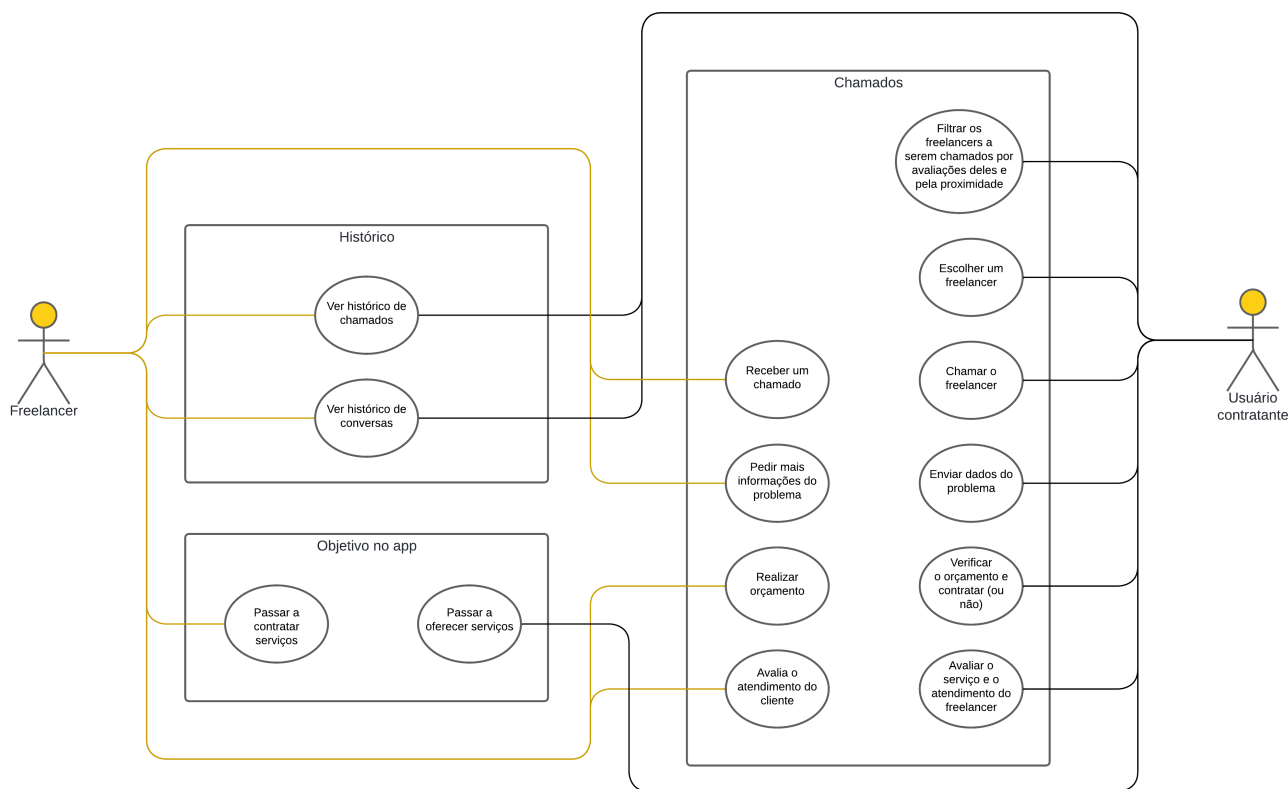 Chamados
Filtrar os
freelancers a
serem chamados por
avaliações deles e
pela proximidade
Histórico
Ver histórico de
chamados
Escolher um
freelancer
Freelancer
Ver histórico de
conversas
Receber um
chamado
Chamar o
freelancer
Usuário
contratante
Pedir mais
informações do
problema
Enviar dados do
problema
Objetivo no app
Passar a
contratar
serviços
Passar a
oferecer serviços
Realizar
orçamento
Verificar
o orçamento e
contratar (ou
não)
Avalia o
atendimento do
cliente
Avaliar o
serviço e o
atendimento do
freelancer